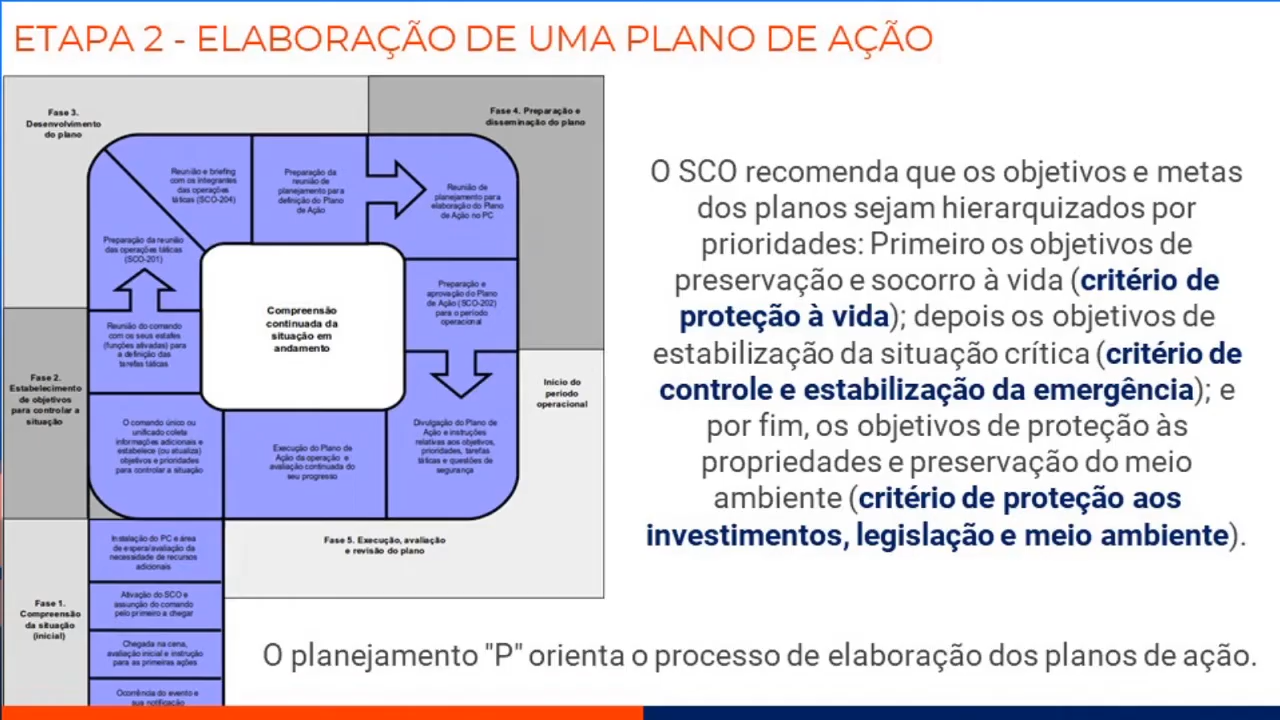 ETAPA 2 - ELABORAÇÃO DE UMA PLANO DE AÇÃO
Fase 3.
Desenvolvimento
do plano
Fase 4. Preparação e
disseminação do plano
Reunião e briefing
com os integrantes
das operações
táticas (SCO-204)
Preparação da
reunião de
planejamento para
definição do Plano
de Ação
Reunião de
planejamento para
elaboração do Plano
de Ação no PC
Preparação da reunião
das operações táticas
(SCO-201)
Preparação e
aprovação do Plano
de Ação (SCO-202)
para o período
operacional
Compreensão
continuada da
situação em
andamento
Reunião do comando
com os seus estafes
(funções ativadas) para
a definição das
tarefas táticas
Fase 2.
Estabelecimento
de objetivos
para controlar a
situação
Início do
período
operacional
O comando único ou
unificado coleta
informações adicionais e
estabelece (ou atualiza)
objetivos e prioridades
para controlar a situação
Execução do Plano de
Ação da operação e
avaliação continuada do
seu progresso
Divulgação do Plano de
Ação e instruções
relativas aos objetivos,
prioridades, tarefas
táticas e questões de
segurança
Fase 5. Execução, avaliação
e revisão do plano
Instalação do PC e área
de espera/avaliação da
necessidade de recursos
adicionais
Ativação do SCO e
assunção do comando
pelo primeiro a chegar
Fase 1.
Compreensão
da situação
(inicial)
Chegada na cena,
avaliação inicial e instrução
para as primeiras ações
Ocorrência do evento e
sua notificação
O SCO recomenda que os objetivos e metas
dos planos sejam hierarquizados por
prioridades: Primeiro os objetivos de
preservação e socorro à vida (critério de
proteção à vida); depois os objetivos de
estabilização da situação crítica (critério de
controle e estabilização da emergência); e
por fim, os objetivos de proteção às
propriedades e preservação do meio
ambiente (critério de proteção aos
investimentos, legislação e meio ambiente).
O planejamento "P" orienta o processo de elaboração dos planos de ação.